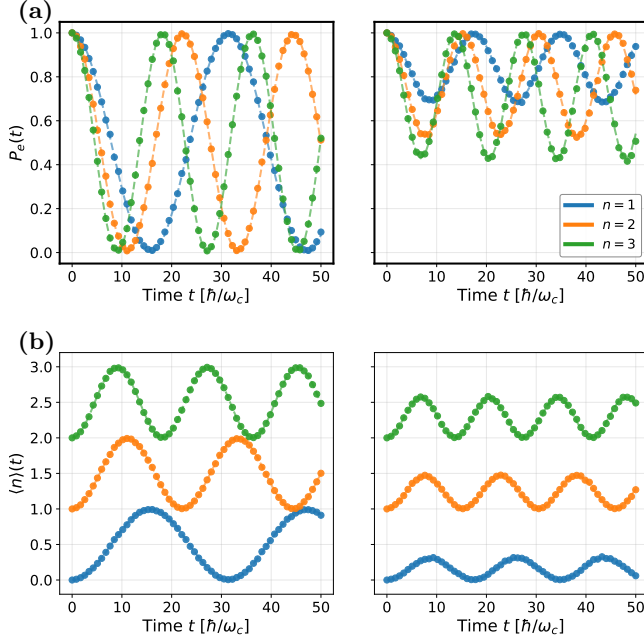 (a)
1.0
0.8
0.6
0.4
0.2
0.0
P_e(t)
0 10 20 30 40 50
Time t [ħ/ω_c]
n = 1
n = 2
n = 3
0 10 20 30 40 50
Time t [ħ/ω_c]
(b)
3.0
2.5
2.0
1.5
1.0
0.5
0.0
⟨n⟩(t)
0 10 20 30 40 50
Time t [ħ/ω_c]
0 10 20 30 40 50
Time t [ħ/ω_c]